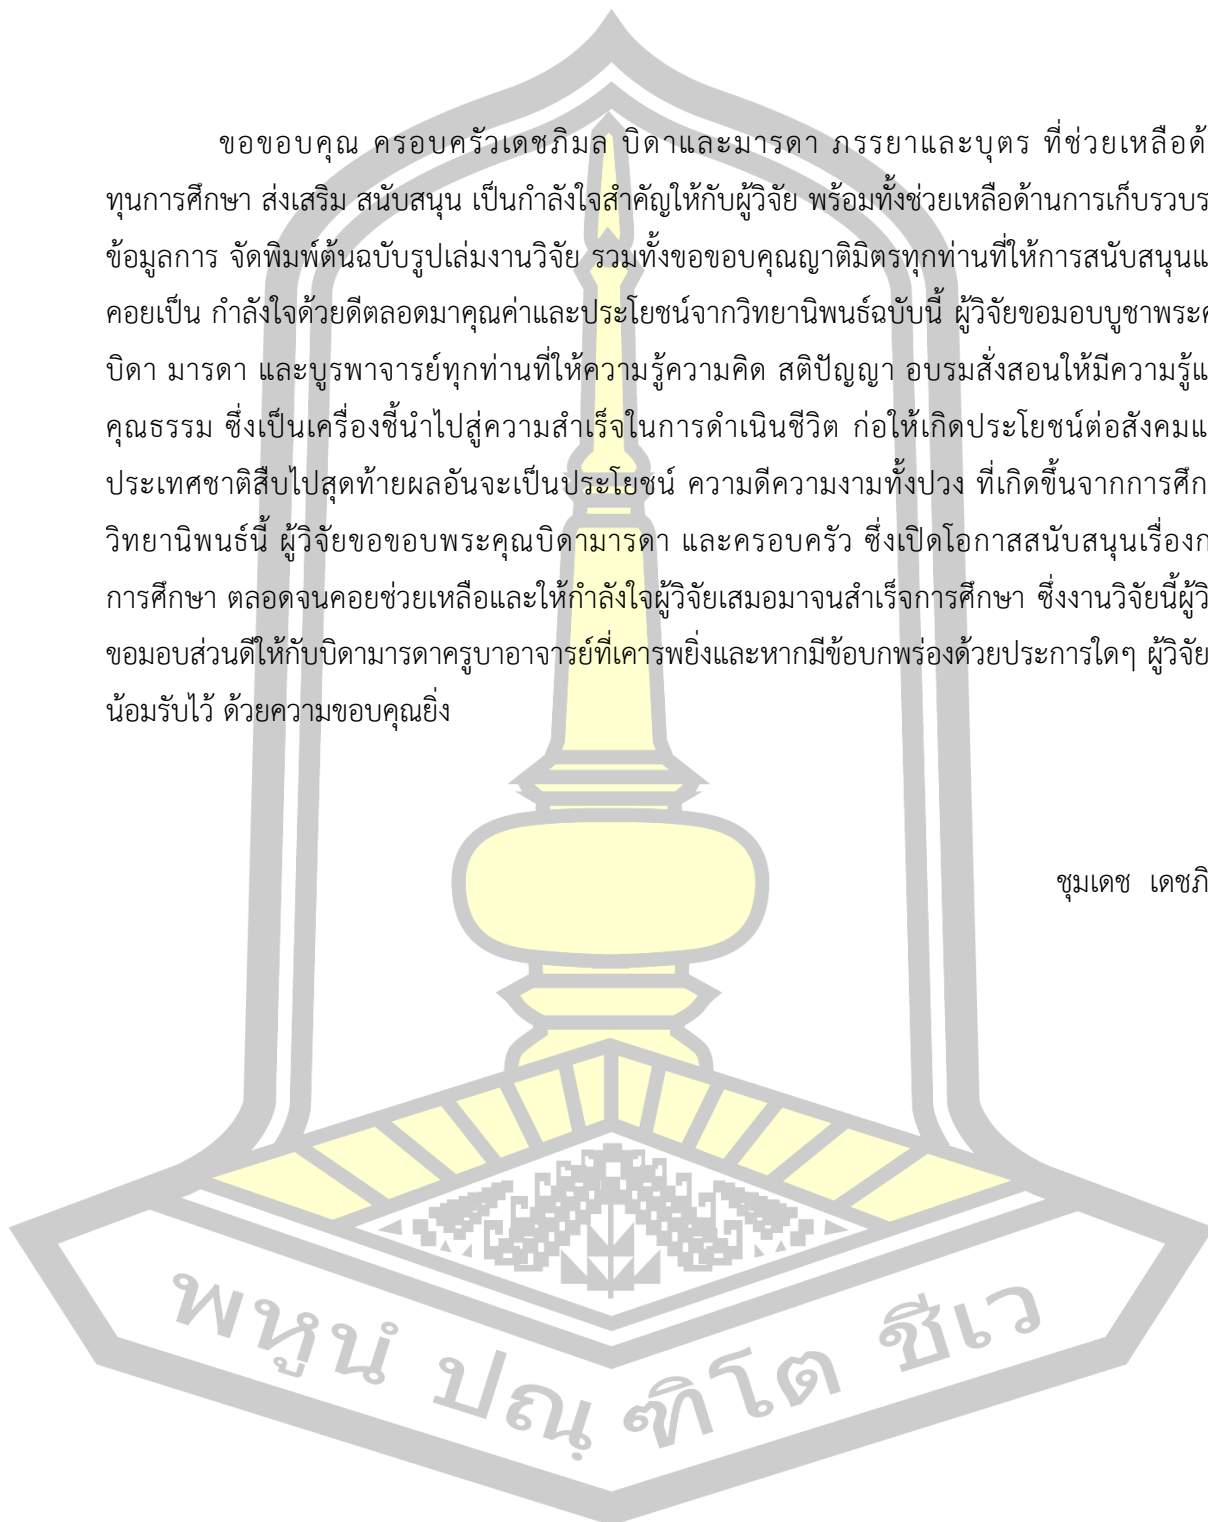 ขอขอบคุณ ครอบครัวเดชภิมล บิดาและมารดา ภรรยาและบุตร ที่ช่วยเหลือด้
ทุนการศึกษา ส่งเสริม สนับสนุน เป็นกำลังใจสำคัญให้กับผู้วิจัย พร้อมทั้งช่วยเหลือด้านการเก็บรวบร
ข้อมูลการ จัดพิมพ์ต้นฉบับรูปเล่มงานวิจัย รวมทั้งขอขอบคุณญาติมิตรทุกท่านที่ให้การสนับสนุนแ
คอยเป็น กำลังใจด้วยดีตลอดมาคุณค่าและประโยชน์จากวิทยานิพนธ์ฉบับนี้ ผู้วิจัยขอมอบบูชาพระค
บิดา มารดา และบูรพาจารย์ทุกท่านที่ให้ความรู้ความคิด สติปัญญา อบรมสั่งสอนให้มีความรู้แ
คุณธรรม ซึ่งเป็นเครื่องชี้นำไปสู่ความสำเร็จในการดำเนินชีวิต ก่อให้เกิดประโยชน์ต่อสังคมแ
ประเทศชาติสืบไปสุดท้ายผลอันจะเป็นประโยชน์ ความดีความงามทั้งปวง ที่เกิดขึ้นจากการศึก
วิทยานิพนธ์นี้ ผู้วิจัยขอขอบพระคุณบิดามารดา และครอบครัว ซึ่งเปิดโอกาสสนับสนุนเรื่องก
การศึกษา ตลอดจนคอยช่วยเหลือและให้กำลังใจผู้วิจัยเสมอมาจนสำเร็จการศึกษา ซึ่งงานวิจัยนี้ผู้วิ
ขอมอบส่วนดีให้กับบิดามารดาครูบาอาจารย์ที่เคารพยิ่งและหากมีข้อบกพร่องด้วยประการใดๆ ผู้วิจัย
น้อมรับไว้ ด้วยความขอบคุณยิ่ง
ชุมเดช เดชภิ
พหูนํ ปณฺ ฑิโต ชีเว